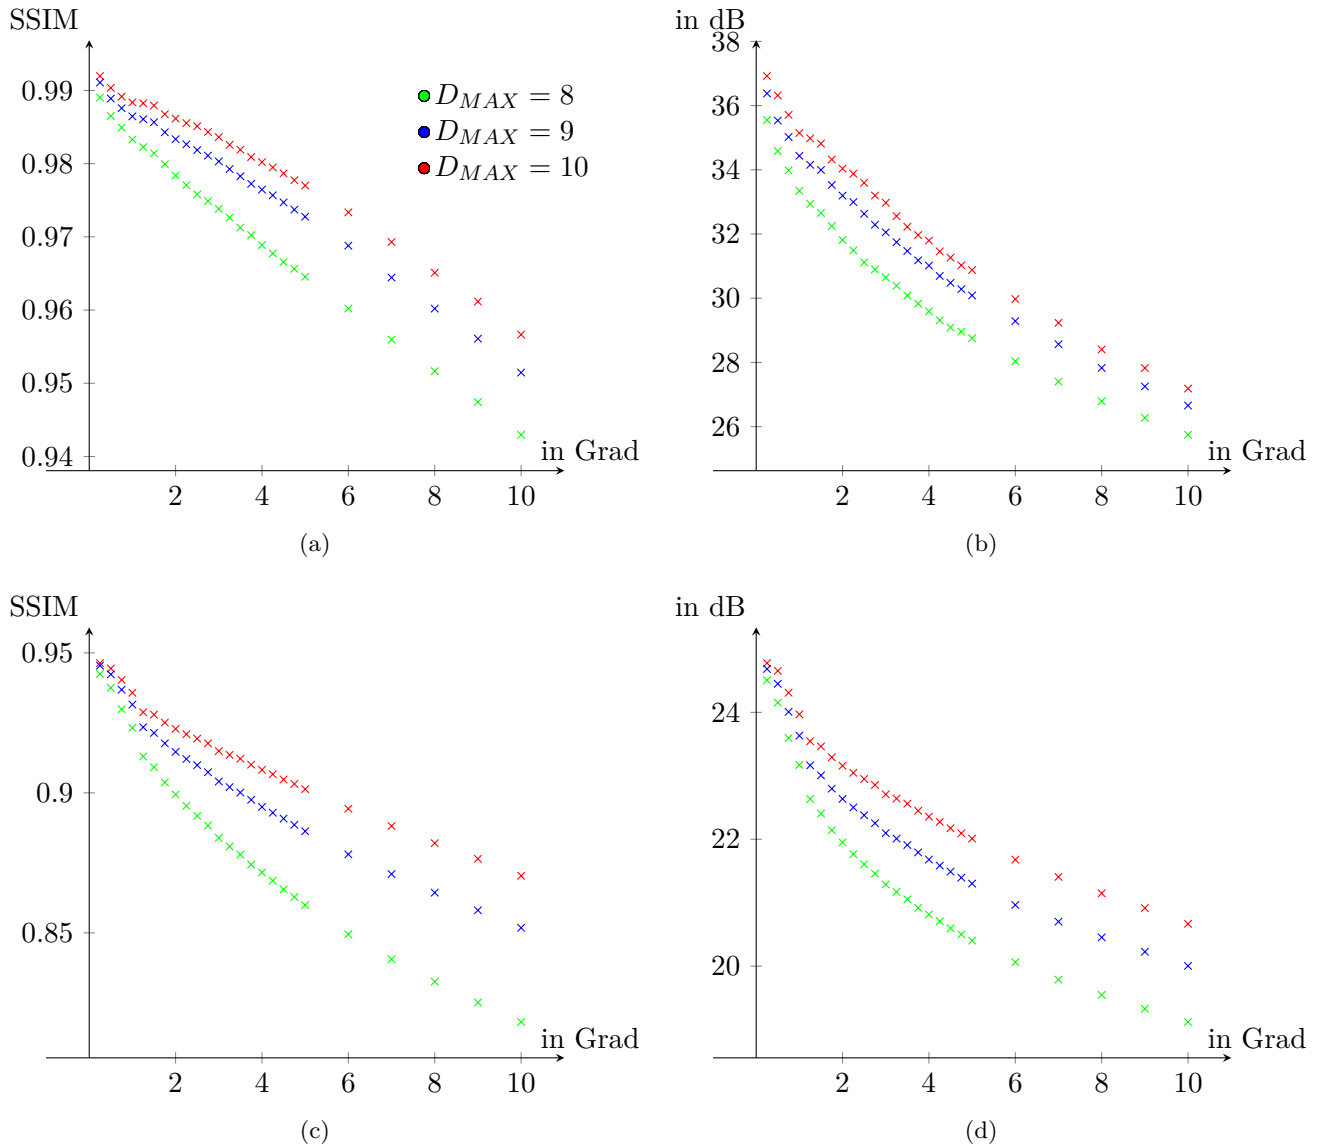 SSIM
0.99
0.98
0.97
0.96
0.95
0.94
D_MAX = 8
D_MAX = 9
D_MAX = 10
in Grad
2 4 6 8 10
(a)
in dB
38
36
34
32
30
28
26
in Grad
2 4 6 8 10
(b)
SSIM
0.95
0.9
0.85
in Grad
2 4 6 8 10
(c)
in dB
24
22
20
in Grad
2 4 6 8 10
(d)